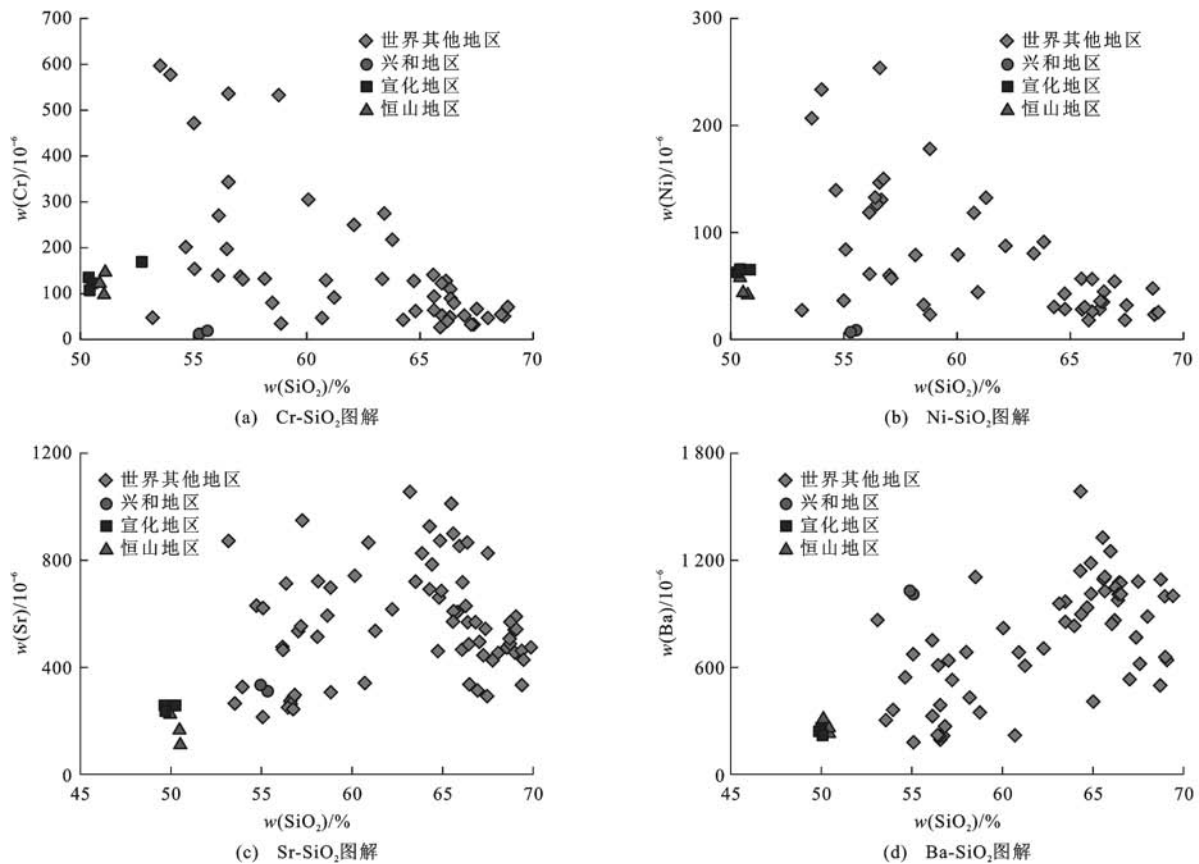 700
600
500
400
300
200
100
0
50
55
60
65
70
w(Cr)/10⁻⁶
w(SiO₂)/%
世界其他地区
兴和地区
宣化地区
恒山地区
(a) Cr-SiO₂图解
300
200
100
0
50
55
60
65
70
w(Ni)/10⁻⁶
w(SiO₂)/%
世界其他地区
兴和地区
宣化地区
恒山地区
(b) Ni-SiO₂图解
1200
800
400
0
45
50
55
60
65
70
w(Sr)/10⁻⁶
w(SiO₂)/%
世界其他地区
兴和地区
宣化地区
恒山地区
(c) Sr-SiO₂图解
1 800
1 200
600
0
45
50
55
60
65
70
w(Ba)/10⁻⁶
w(SiO₂)/%
世界其他地区
兴和地区
宣化地区
恒山地区
(d) Ba-SiO₂图解